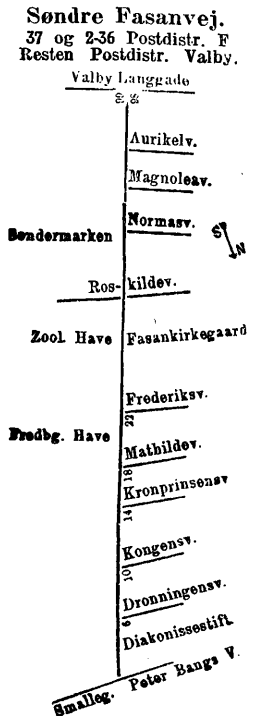 Søndre Fasanvej.
37 og 2-36 Postdistr. F
Resten Postdistr. Valby.
Valby Langgade
Aurikelv.
Magnoleav.
Normasv.
Søndermarken
S
N
Ros- kildev.
Zool. Have Fasankirkegaard
Frederiksv.
22
Fredbg. Have
Mathildev.
18
Kronprinsensv
14
Kongensv.
10
Dronningensv.
6
Diakonissestift.
Smalleg. Peter Bangs V.